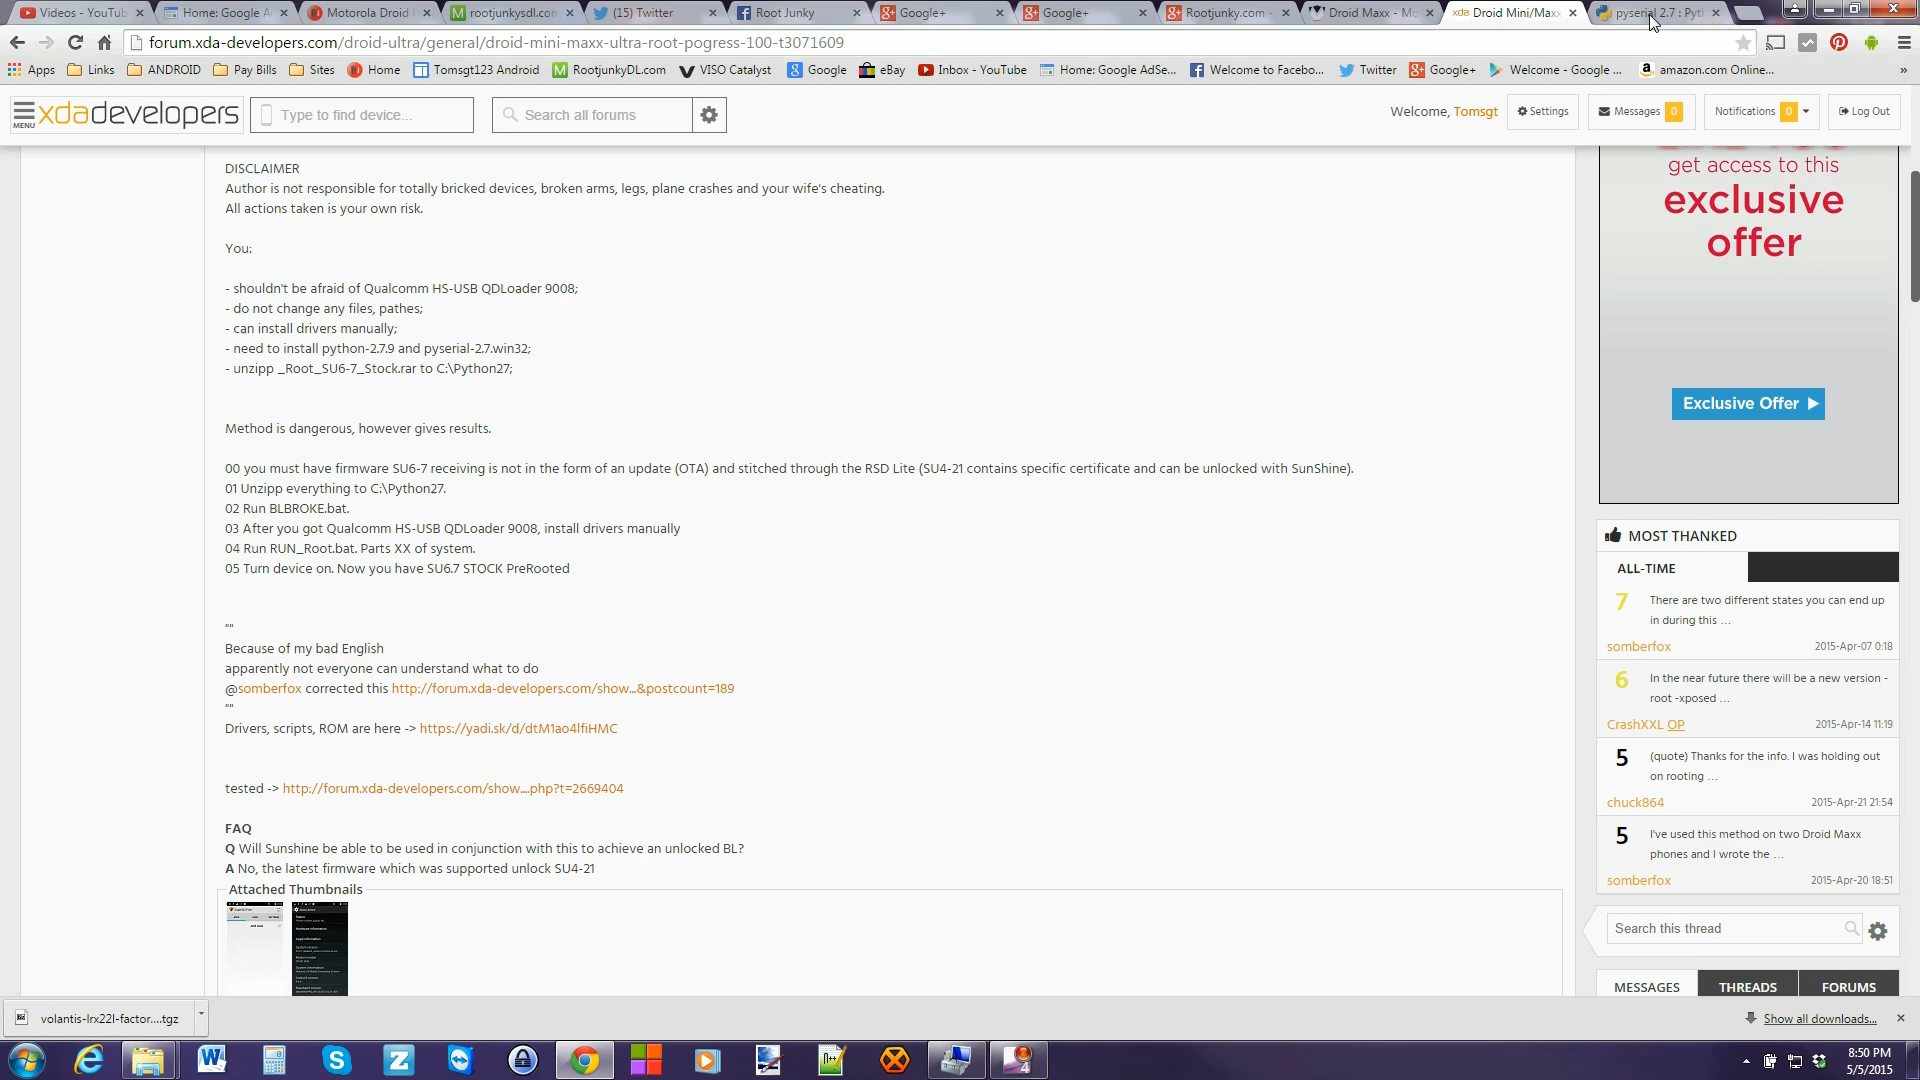 Videos - YouTub
Home: Google A
Motorola Droid
rootjunkysdl.com
(15) Twitter
Root Junky
Google+
Google+
Rootjunky.com -
Droid Maxx - Mo
xda Droid Mini/Maxx
pyserial 2.7 : Pyt
forum.xda-developers.com/droid-ultra/general/droid-mini-maxx-ultra-root-pogress-100-t3071609
Apps
Links
ANDROID
Pay Bills
Sites
Home
Tomsgt123 Android
RootjunkyDL.com
VISO Catalyst
Google
eBay
Inbox - YouTube
Home: Google AdSe...
Welcome to Facebo...
Twitter
Google+
Welcome - Google ...
amazon.com Online...
»
MENU
xdadevelopers
Type to find device...
Search all forums
Welcome, Tomsgt
Settings
Messages 0
Notifications 0
Log Out
DISCLAIMER
Author is not responsible for totally bricked devices, broken arms, legs, plane crashes and your wife's cheating.
All actions taken is your own risk.
You:
- shouldn't be afraid of Qualcomm HS-USB QDLoader 9008;
- do not change any files, pathes;
- can install drivers manually;
- need to install python-2.7.9 and pyserial-2.7.win32;
- unzipp _Root_SU6-7_Stock.rar to C:\Python27;
Method is dangerous, however gives results.
00 you must have firmware SU6-7 receiving is not in the form of an update (OTA) and stitched through the RSD Lite (SU4-21 contains specific certificate and can be unlocked with SunShine).
01 Unzipp everything to C:\Python27.
02 Run BLBROKE.bat.
03 After you got Qualcomm HS-USB QDLoader 9008, install drivers manually
04 Run RUN_Root.bat. Parts XX of system.
05 Turn device on. Now you have SU6.7 STOCK PreRooted
""
Because of my bad English
apparently not everyone can understand what to do
@somberfox corrected this http://forum.xda-developers.com/show...&postcount=189
""
Drivers, scripts, ROM are here -> https://yadi.sk/d/dtM1ao4lfiHMC
tested -> http://forum.xda-developers.com/show....php?t=2669404
FAQ
Q Will Sunshine be able to be used in conjunction with this to achieve an unlocked BL?
A No, the latest firmware which was supported unlock SU4-21
Attached Thumbnails
get access to this
exclusive
offer
Exclusive Offer
MOST THANKED
ALL-TIME
7 There are two different states you can end up
in during this …
somberfox 2015-Apr-07 0:18
6 In the near future there will be a new version -
root -xposed …
CrashXXL OP 2015-Apr-14 11:19
5 (quote) Thanks for the info. I was holding out
on rooting …
chuck864 2015-Apr-21 21:54
5 I've used this method on two Droid Maxx
phones and I wrote the …
somberfox 2015-Apr-20 18:51
Search this thread
MESSAGES
THREADS
FORUMS
volantis-lrx22l-factor....tgz
Show all downloads...
8:50 PM
5/5/2015